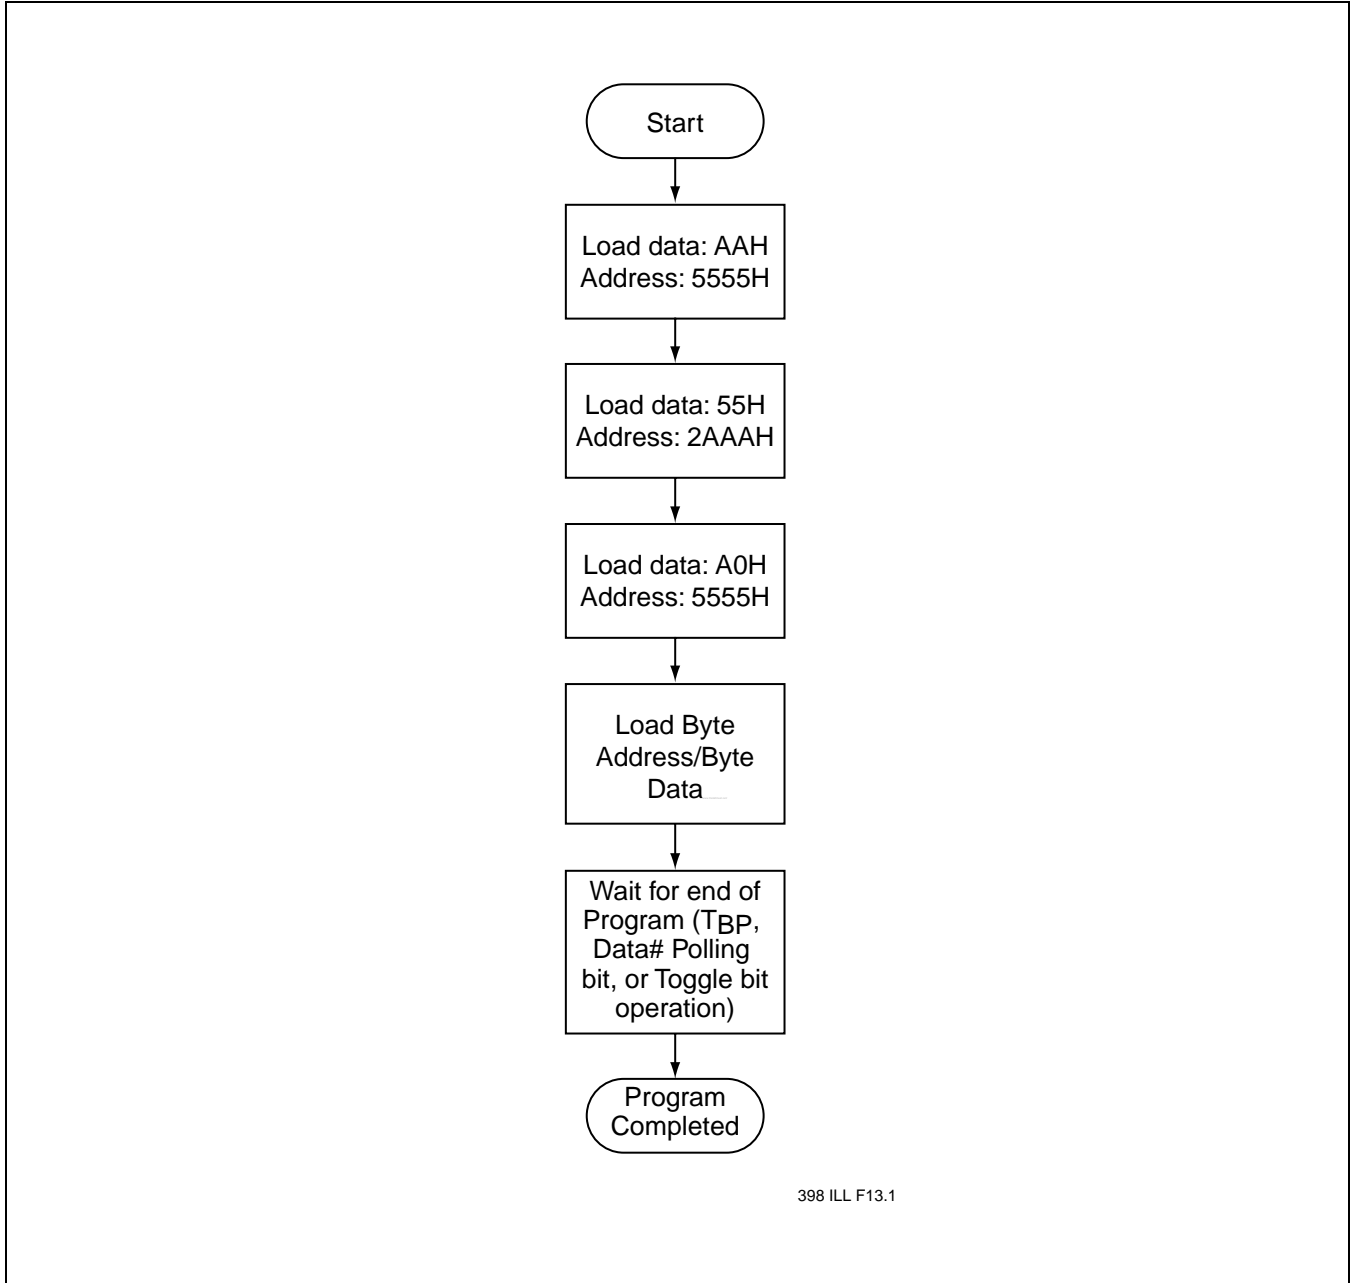 Start
Load data: AAH
Address: 5555H
Load data: 55H
Address: 2AAAH
Load data: A0H
Address: 5555H
Load Byte
Address/Byte
Data
Wait for end of
Program (TBP,
Data# Polling
bit, or Toggle bit
operation)
Program
Completed
398 ILL F13.1